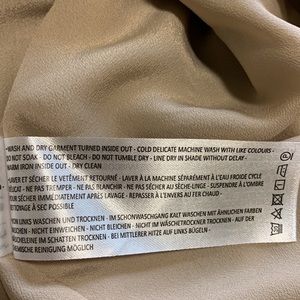 WASH AND DRY GARMENT TURNED INSIDE OUT - COLD DELICATE MACHINE WASH WITH LIKE COLOURS -
DO NOT SOAK - DO NOT BLEACH - DO NOT TUMBLE DRY - LINE DRY IN SHADE WITHOUT DELAY -
WARM IRON INSIDE OUT - DRY CLEAN
LAVER ET SÉCHER LE VÊTEMENT RETOURNÉ - LAVER À LA MACHINE SÉPARÉMENT À L'EAU FROIDE CYCLE
DÉLICAT - NE PAS TREMPER - NE PAS BLANCHIR - NE PAS SÉCHER AU SÈCHE-LINGE - SUSPENDRE À L'OMBRE
POUR SÉCHER IMMÉDIATEMENT APRÈS LAVAGE - REPASSER À L'ENVERS AU FER CHAUD -
NETTOYAGE À SEC POSSIBLE
VON LINKS WASCHEN UND TROCKNEN - IM SCHONWASCHGANG KALT WASCHEN MIT ÄHNLICHEN FARBEN
NICHT EINWEICHEN - NICHT BLEICHEN - NICHT IM WÄSCHETROCKNER TROCKNEN - AUF DER
WÄSCHELEINE IM SCHATTEN TROCKNEN - BEI MITTLERER HITZE AUF LINKS BÜGELN -
CHEMISCHE REINIGUNG MÖGLICH